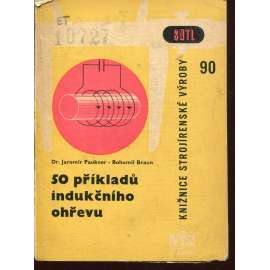 ET
10727
SNTL
90
KNIŽNICE STROJÍRENSKÉ VÝROBY
Dr. Jaromír Paukner - Bohumil Braun
50 příkladů
indukčního
ohřevu